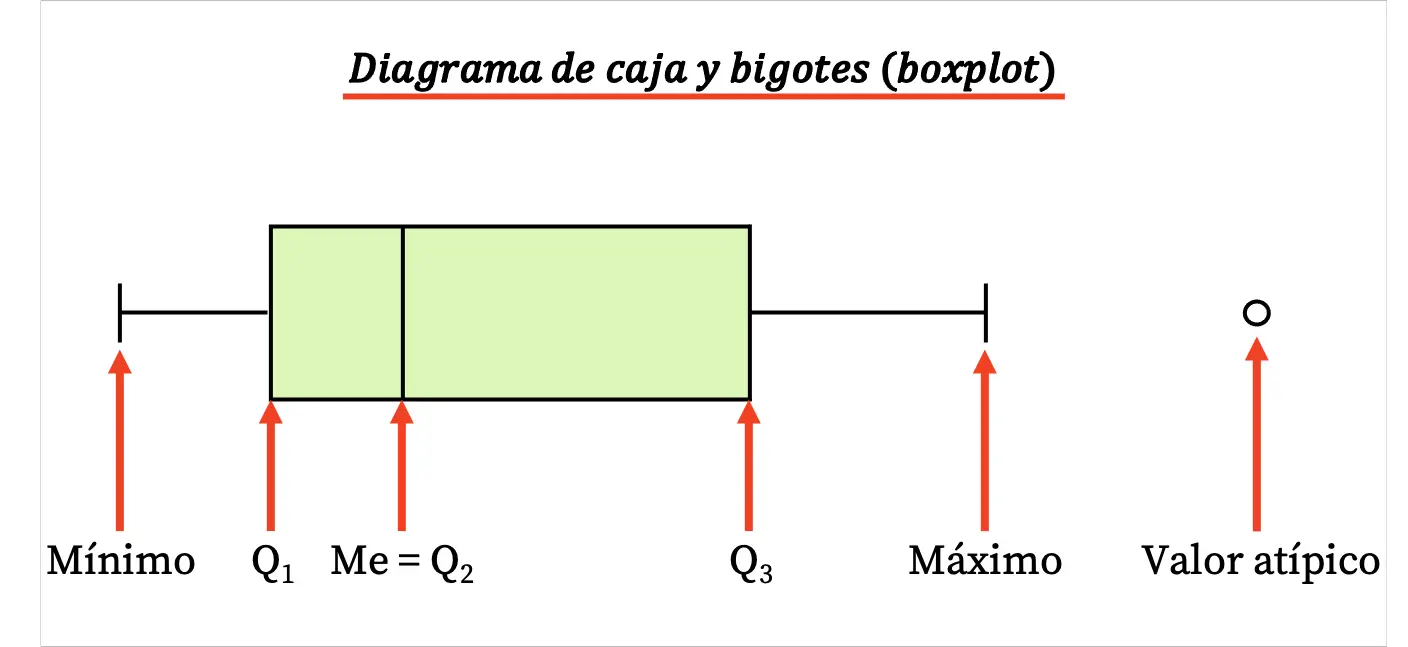 Diagrama de caja y bigotes (boxplot)
Mínimo Q₁ Me = Q₂ Q₃ Máximo Valor atípico